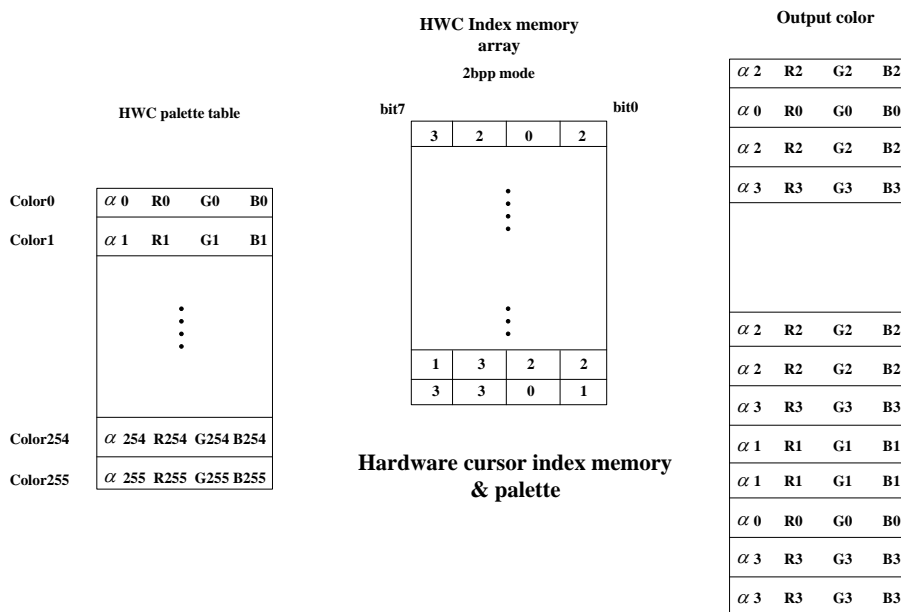 HWC palette table
Color0 α 0 R0 G0 B0
Color1 α 1 R1 G1 B1
Color254 α 254 R254 G254 B254
Color255 α 255 R255 G255 B255
HWC Index memory
array
2bpp mode
bit7 bit0
3 2 0 2
1 3 2 2
3 3 0 1
Hardware cursor index memory
& palette
Output color
α 2 R2 G2 B2
α 0 R0 G0 B0
α 2 R2 G2 B2
α 3 R3 G3 B3
α 2 R2 G2 B2
α 2 R2 G2 B2
α 3 R3 G3 B3
α 1 R1 G1 B1
α 1 R1 G1 B1
α 0 R0 G0 B0
α 3 R3 G3 B3
α 3 R3 G3 B3